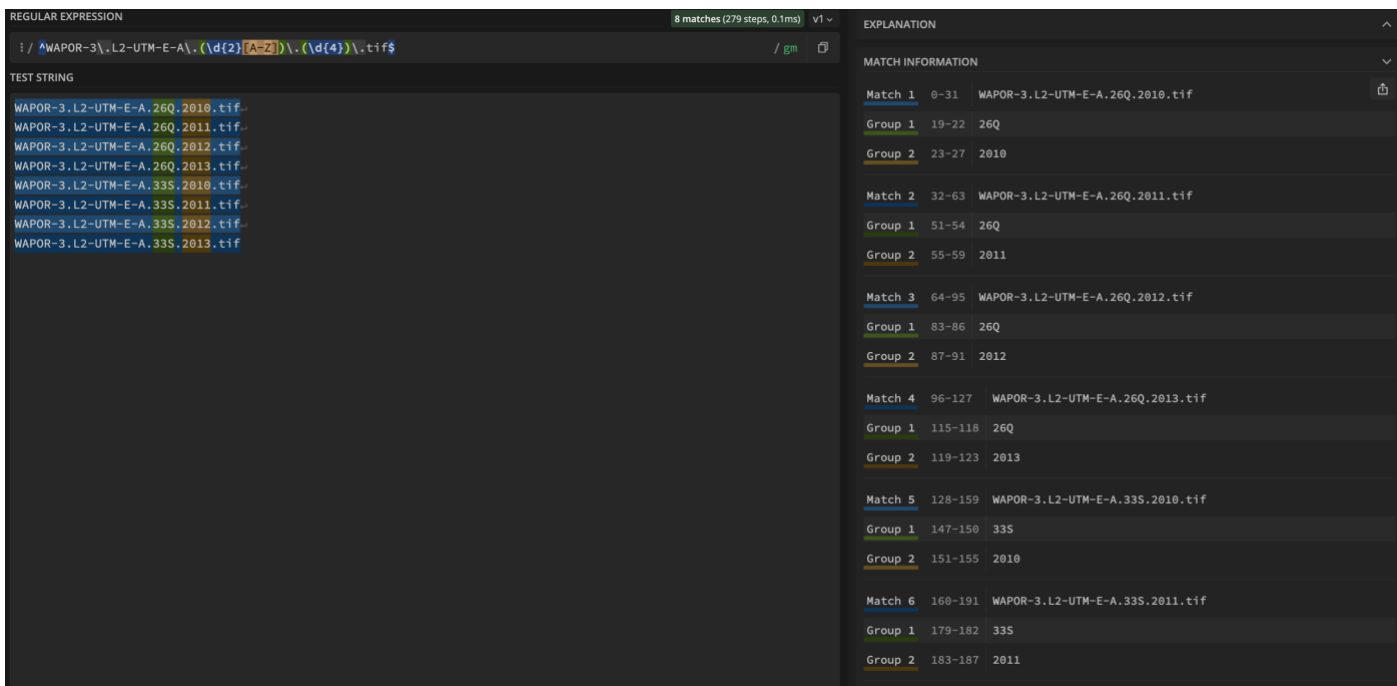 REGULAR EXPRESSION
8 matches (279 steps, 0.1ms) v1
/ ^WAPOR-3\.L2-UTM-E-A\.(\d{2}[A-Z])\.(\d{4})\.tif$ / gm
TEST STRING
WAPOR-3.L2-UTM-E-A.26Q.2010.tif
WAPOR-3.L2-UTM-E-A.26Q.2011.tif
WAPOR-3.L2-UTM-E-A.26Q.2012.tif
WAPOR-3.L2-UTM-E-A.26Q.2013.tif
WAPOR-3.L2-UTM-E-A.33S.2010.tif
WAPOR-3.L2-UTM-E-A.33S.2011.tif
WAPOR-3.L2-UTM-E-A.33S.2012.tif
WAPOR-3.L2-UTM-E-A.33S.2013.tif
EXPLANATION
MATCH INFORMATION
Match 1 0-31 WAPOR-3.L2-UTM-E-A.26Q.2010.tif
Group 1 19-22 26Q
Group 2 23-27 2010
Match 2 32-63 WAPOR-3.L2-UTM-E-A.26Q.2011.tif
Group 1 51-54 26Q
Group 2 55-59 2011
Match 3 64-95 WAPOR-3.L2-UTM-E-A.26Q.2012.tif
Group 1 83-86 26Q
Group 2 87-91 2012
Match 4 96-127 WAPOR-3.L2-UTM-E-A.26Q.2013.tif
Group 1 115-118 26Q
Group 2 119-123 2013
Match 5 128-159 WAPOR-3.L2-UTM-E-A.33S.2010.tif
Group 1 147-150 33S
Group 2 151-155 2010
Match 6 160-191 WAPOR-3.L2-UTM-E-A.33S.2011.tif
Group 1 179-182 33S
Group 2 183-187 2011